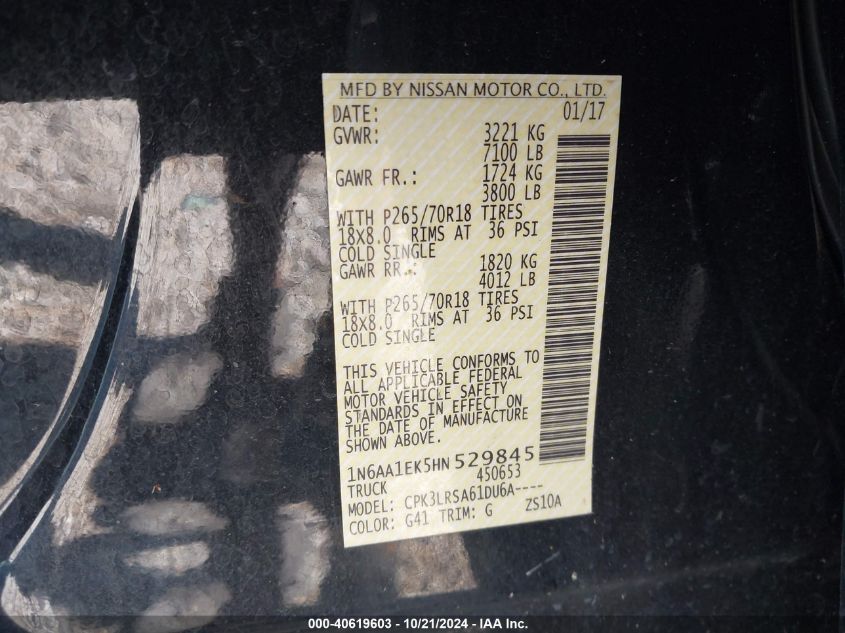 MFD BY NISSAN MOTOR CO., LTD.
DATE: 01/17
GVWR: 3221 KG
7100 LB
GAWR FR.: 1724 KG
3800 LB
WITH P265/70R18 TIRES
18X8.0 RIMS AT 36 PSI
COLD SINGLE
GAWR RR.: 1820 KG
4012 LB
WITH P265/70R18 TIRES
18X8.0 RIMS AT 36 PSI
COLD SINGLE
THIS VEHICLE CONFORMS TO
ALL APPLICABLE FEDERAL
MOTOR VEHICLE SAFETY
STANDARDS IN EFFECT ON
THE DATE OF MANUFACTURE
SHOWN ABOVE.
1N6AA1EK5HN529845
TRUCK 450653
MODEL: CPK3LRSA61DU6A----
COLOR: G41 TRIM: G ZS10A
000-40619603 - 10/21/2024 - IAA Inc.